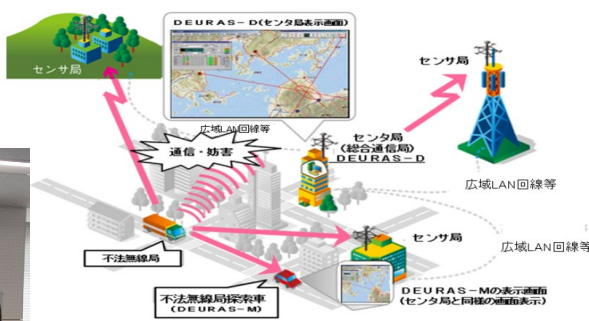 DEURAS-D(センタ局表示画面)
センサ局
センサ局
広域LAN回線等
通信・妨害
センタ局
(総合通信局)
DEURAS-D
広域LAN回線等
不法無線局
センサ局
広域LAN回線等
不法無線局探索車
(DEURAS-M)
DEURAS-Mの表示画面
(センタ局と同様の画面表示)